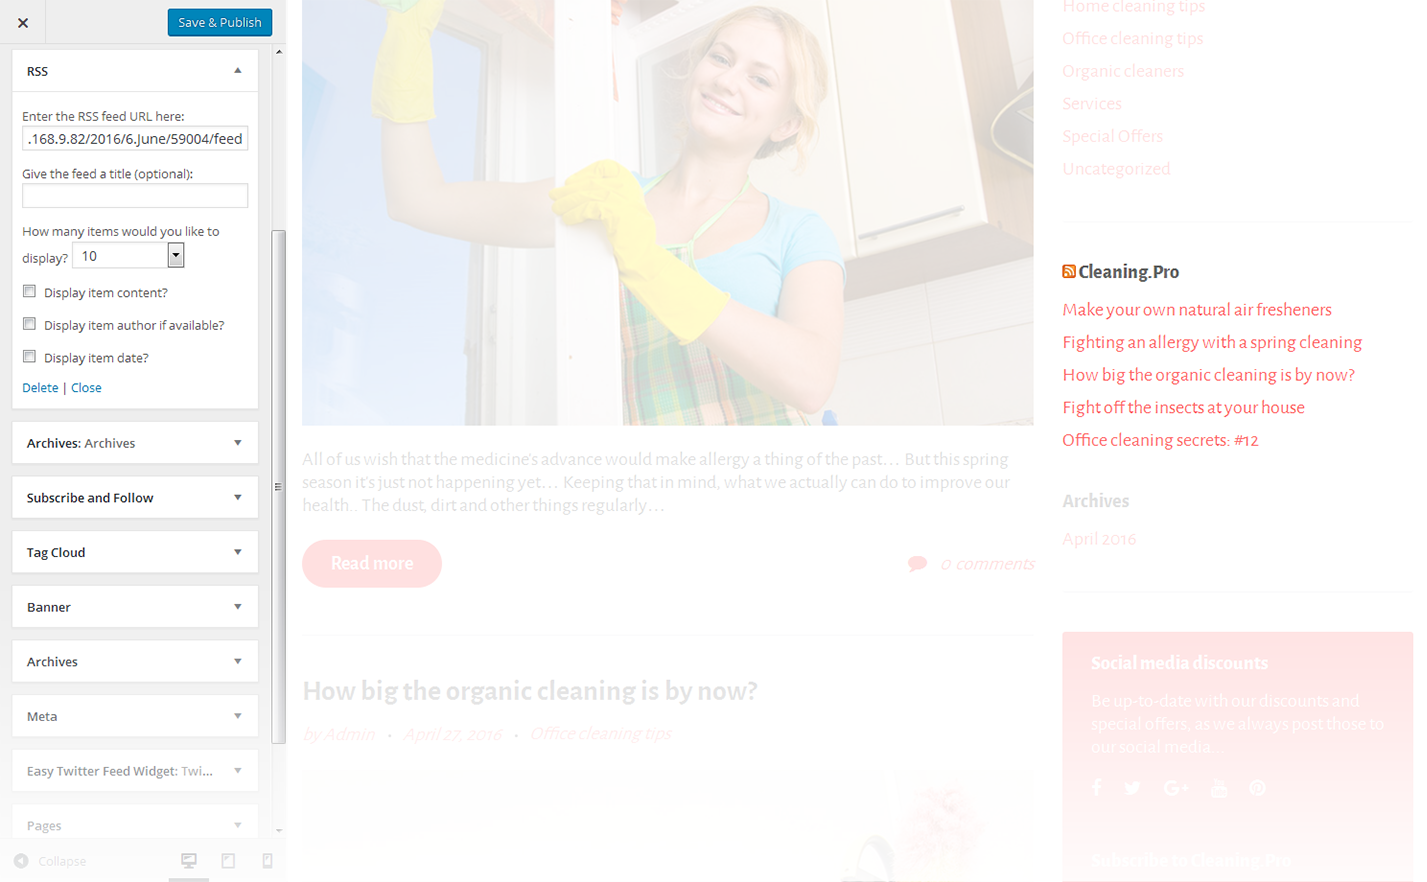 Save & Publish
RSS
Enter the RSS feed URL here:
.168.9.82/2016/6.June/59004/feed
Give the feed a title (optional):
How many items would you like to
display? 10
Display item content?
Display item author if available?
Display item date?
Delete | Close
Archives: Archives
Subscribe and Follow
Tag Cloud
Banner
Archives
Meta
Easy Twitter Feed Widget: Twi...
Pages
Collapse
All of us wish that the medicine's advance would make allergy a thing of the past… But this spring
season it's just not happening yet… Keeping that in mind, what we actually can do to improve our
health.. The dust, dirt and other things regularly…
Read more
0 comments
How big the organic cleaning is by now?
by Admin • April 27, 2016 • Office cleaning tips
Home cleaning tips
Office cleaning tips
Organic cleaners
Services
Special Offers
Uncategorized
Cleaning.Pro
Make your own natural air fresheners
Fighting an allergy with a spring cleaning
How big the organic cleaning is by now?
Fight off the insects at your house
Office cleaning secrets: #12
Archives
April 2016
Social media discounts
Be up-to-date with our discounts and
special offers, as we always post those to
our social media...
Subscribe to Cleaning.Pro